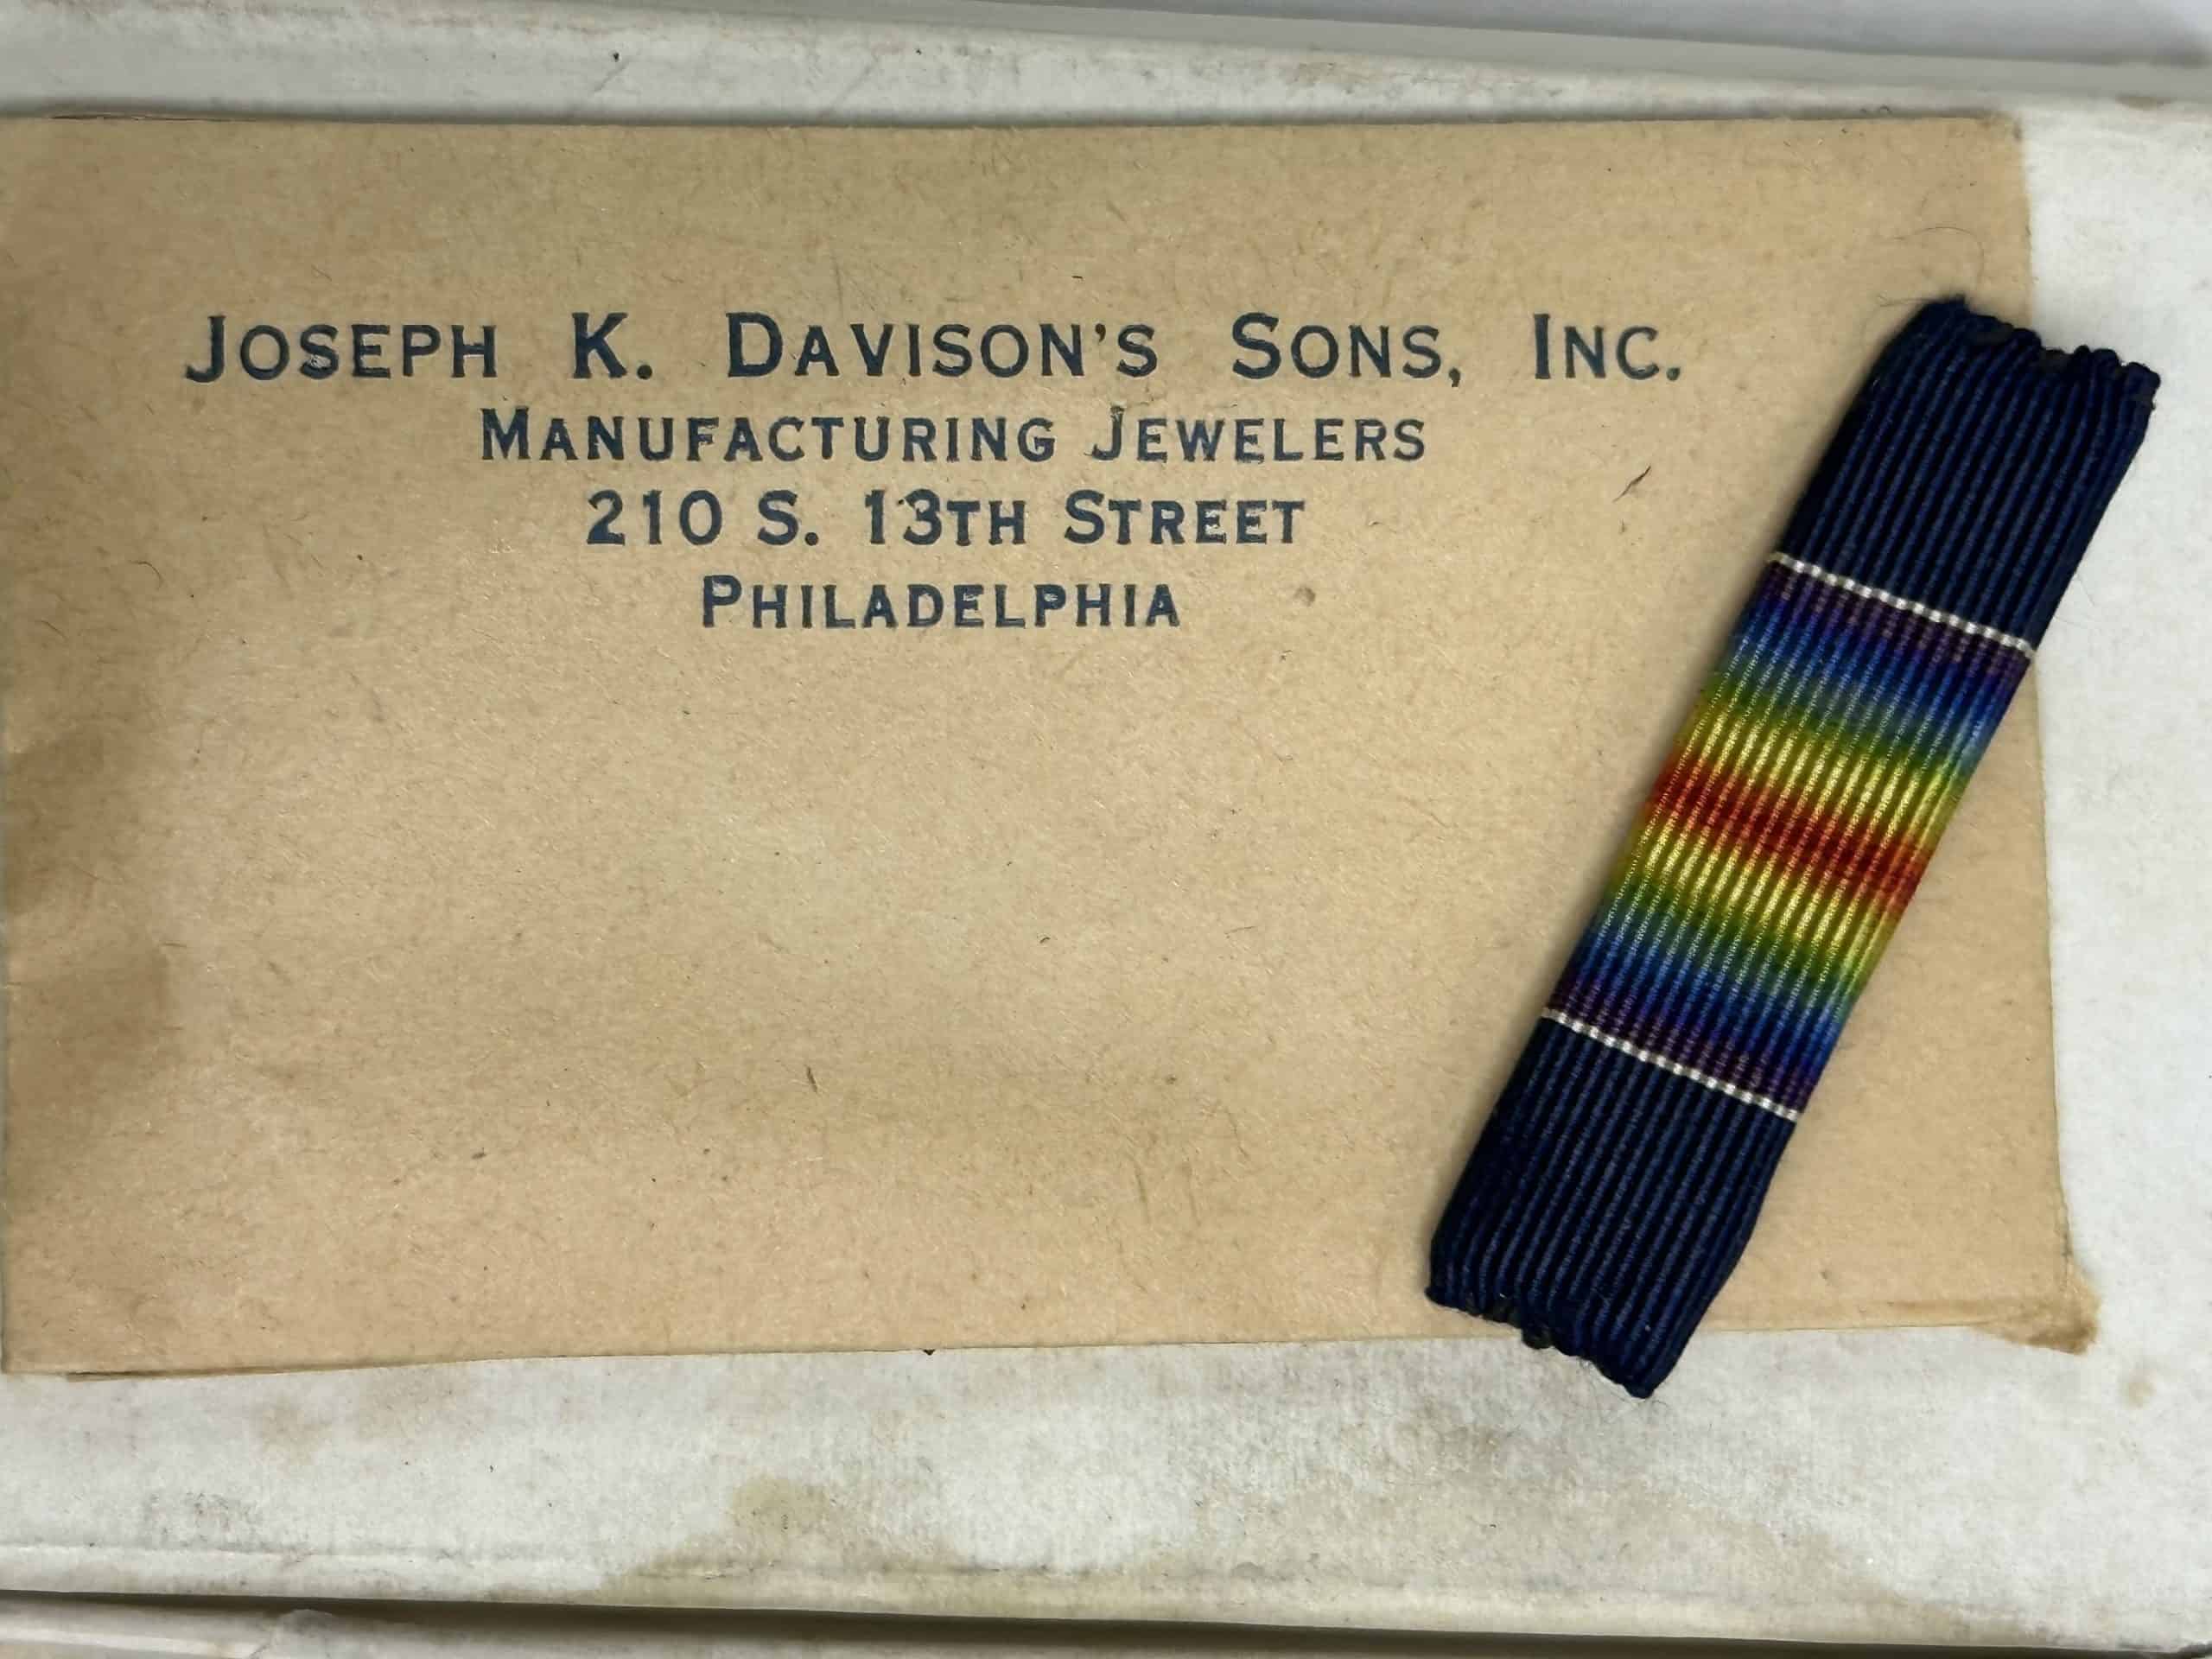 JOSEPH K. DAVISON'S SONS, INC.
MANUFACTURING JEWELERS
210 S. 13TH STREET
PHILADELPHIA